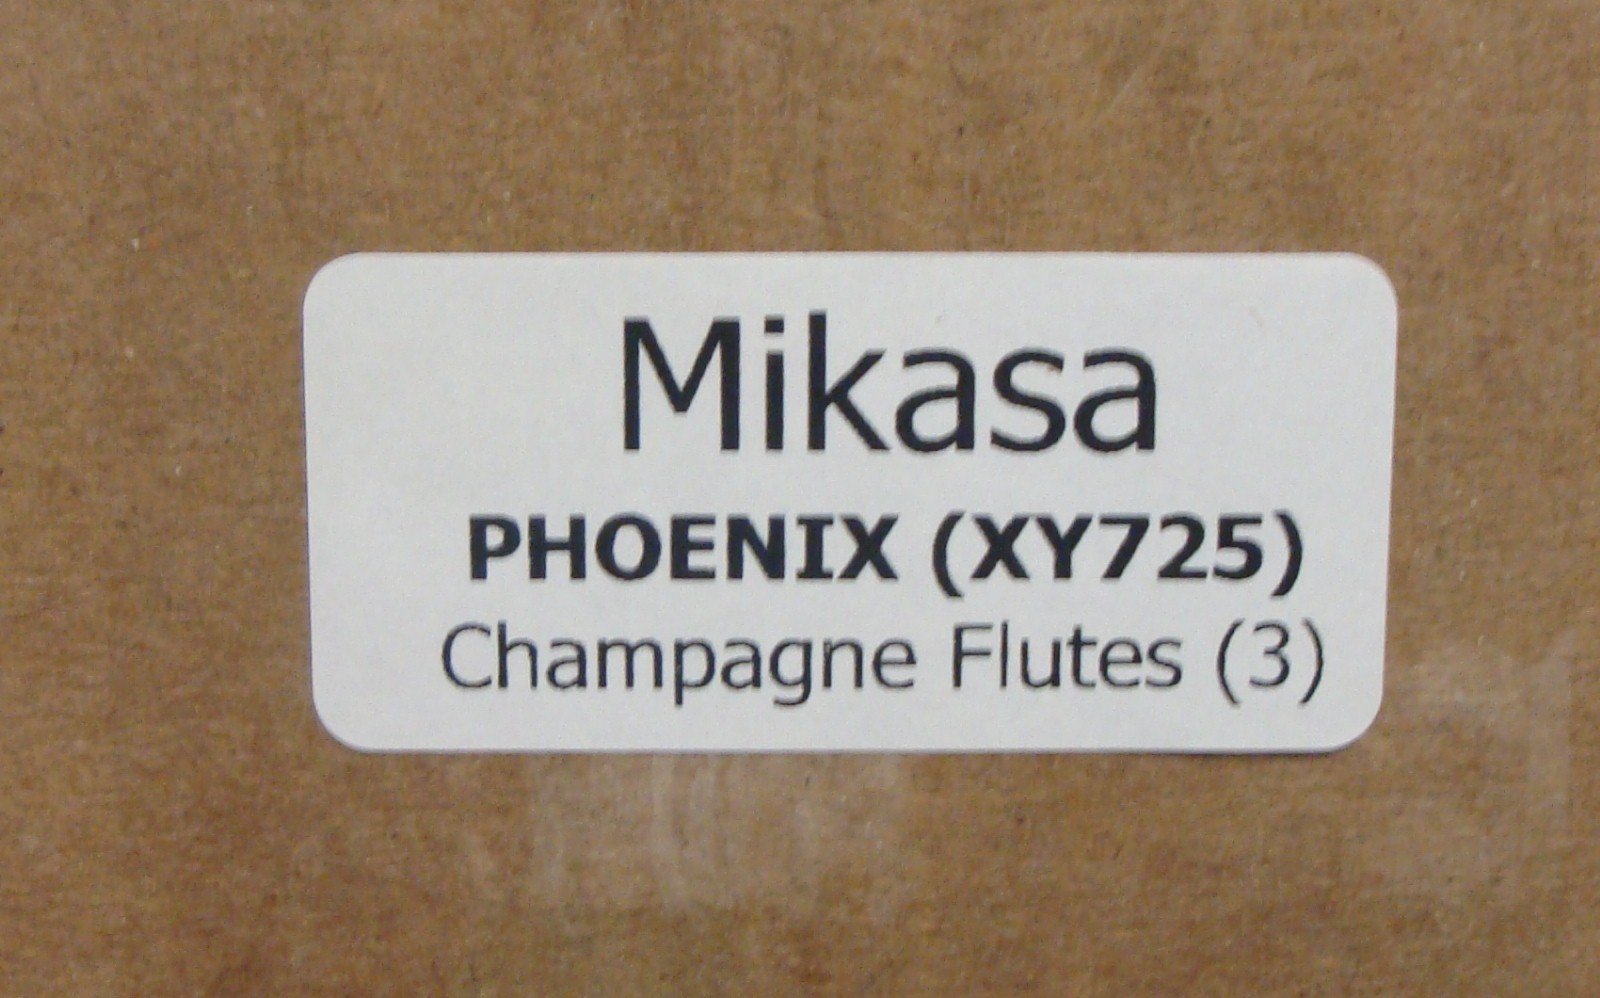 Mikasa
PHOENIX (XY725)
Champagne Flutes (3)